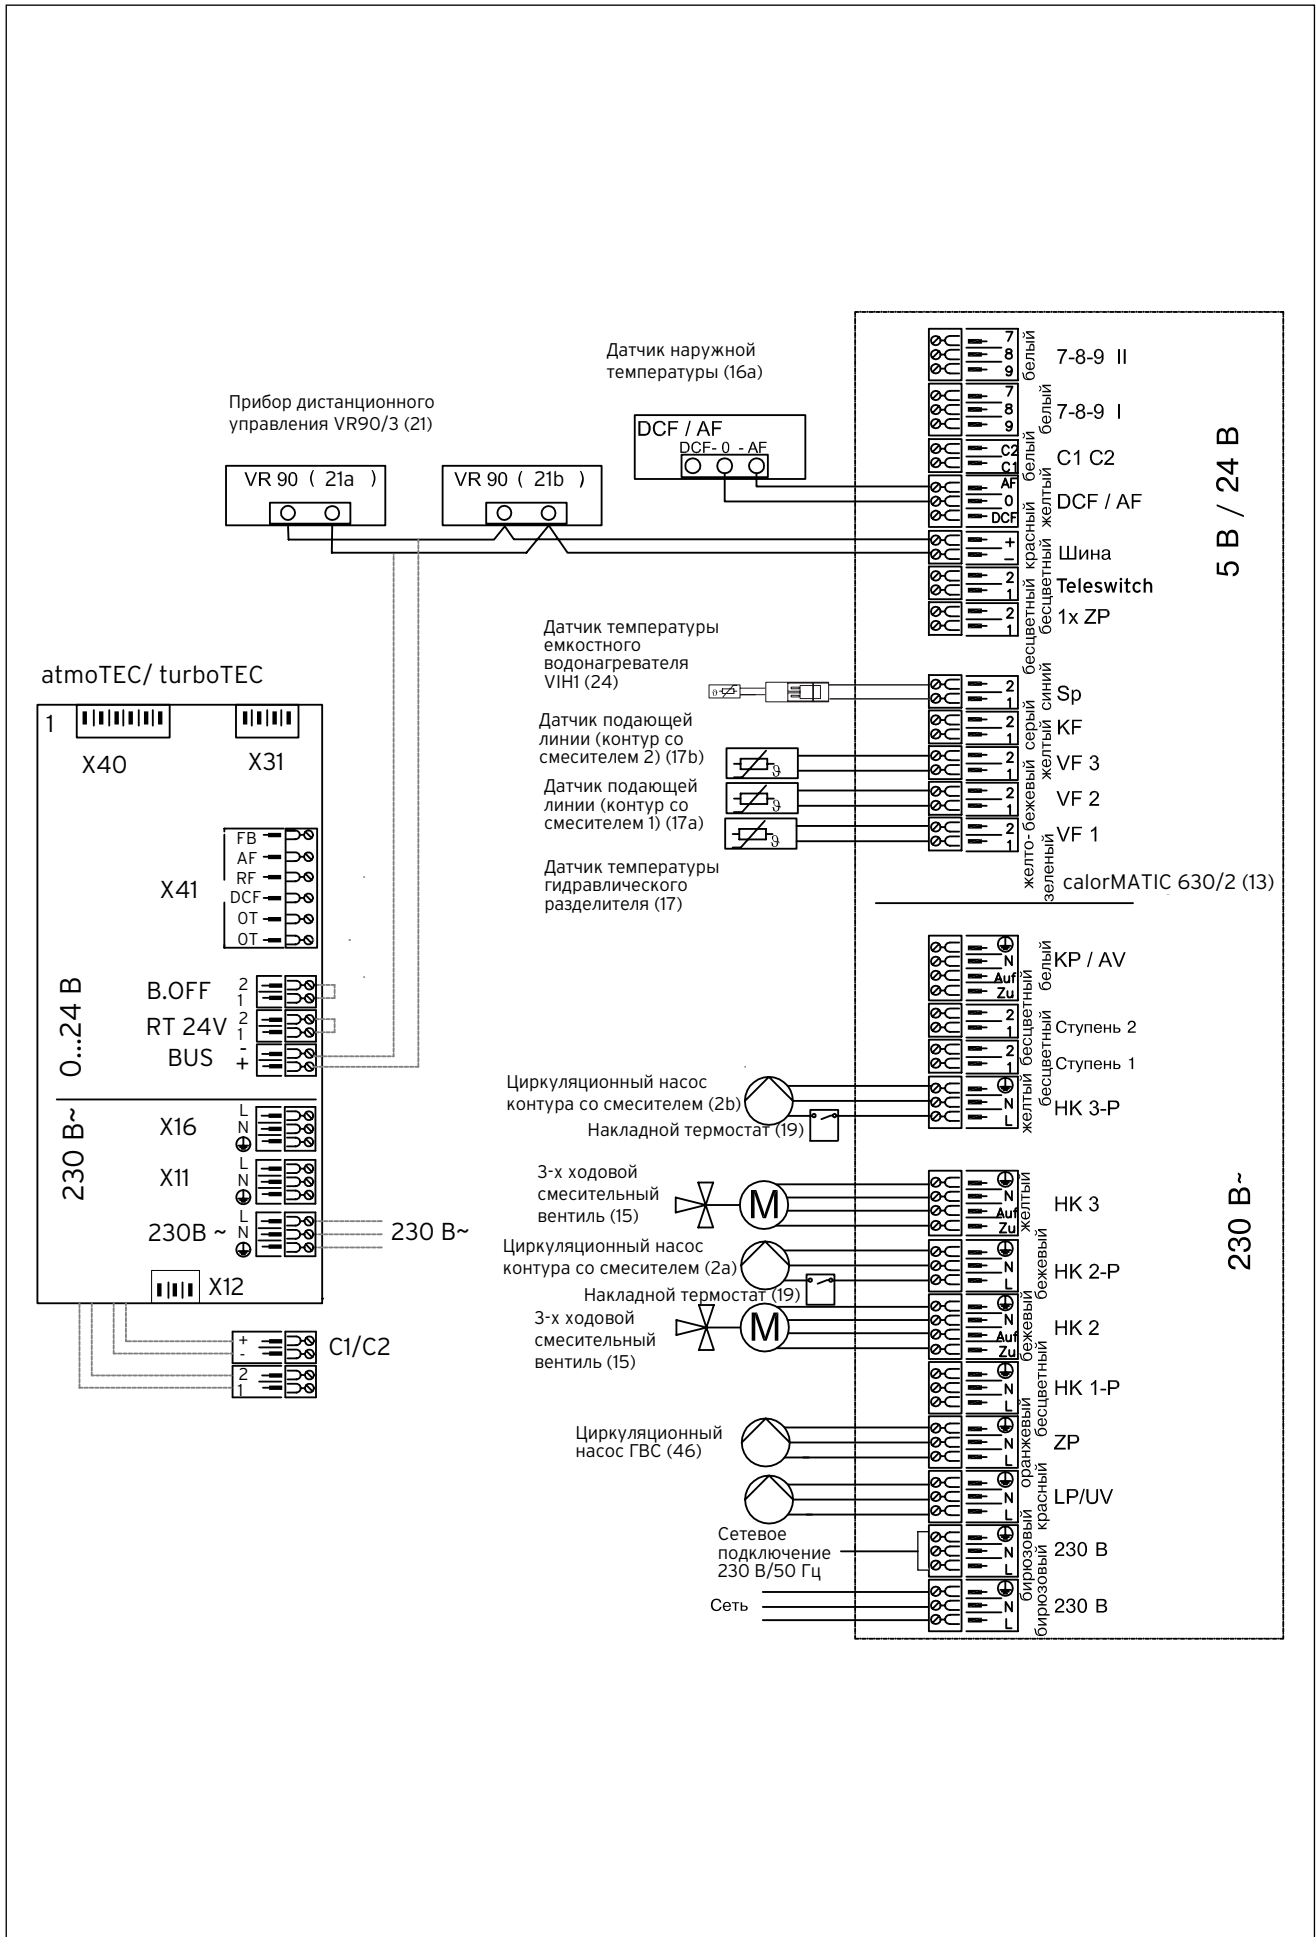 Датчик наружной
температуры (16a)
Прибор дистанционного
управления VR90/3 (21)
DCF / AF
DCF- 0 - AF
VR 90 ( 21a )
VR 90 ( 21b )
7
8
9
белый
7-8-9 II
7
8
9
белый
7-8-9 I
C2
C1
белый
C1 C2
AF
0
DCF
желтый
DCF / AF
+
–
красный
Шина
2
1
бесцветный
Teleswitch
2
1
бесцветный
1x ZP
5 В / 24 В
Датчик температуры
емкостного
водонагревателя
VIH1 (24)
ϑ
2
1
синий
Sp
2
1
серый
KF
Датчик подающей
линии (контур со
смесителем 2) (17b)
ϑ
2
1
желтый
VF 3
Датчик подающей
линии (контур со
смесителем 1) (17a)
ϑ
2
1
бежевый
VF 2
ϑ
2
1
желто-
зеленый
VF 1
Датчик температуры
гидравлического
разделителя (17)
calorMATIC 630/2 (13)
atmoTEC/ turboTEC
1
X40
X31
X41
FB
AF
RF
DCF
OT
OT
0...24 В
B.OFF
2
1
RT 24V
2
1
BUS
-
+
230 В~
X16
L
N
X11
L
N
230В ~
L
N
230 В~
X12
+
-
C1/C2
2
1
N
Auf
Zu
белый
KP / AV
2
1
бесцветный
Ступень 2
2
1
бесцветный
Ступень 1
Циркуляционный насос
контура со смесителем (2b)
Накладной термостат (19)
N
L
желтый
HK 3-P
3-х ходовой
смесительный
вентиль (15)
M
N
Auf
Zu
желтый
HK 3
230 В~
Циркуляционный насос
контура со смесителем (2a)
Накладной термостат (19)
N
L
бежевый
HK 2-P
3-х ходовой
смесительный
вентиль (15)
M
N
Auf
Zu
бежевый
HK 2
N
L
бесцветный
HK 1-P
Циркуляционный
насос ГВС (46)
N
L
оранжевый
ZP
N
L
красный
LP/UV
Сетевое
подключение
230 В/50 Гц
N
L
бирюзовый
230 В
Сеть
N
L
бирюзовый
230 В